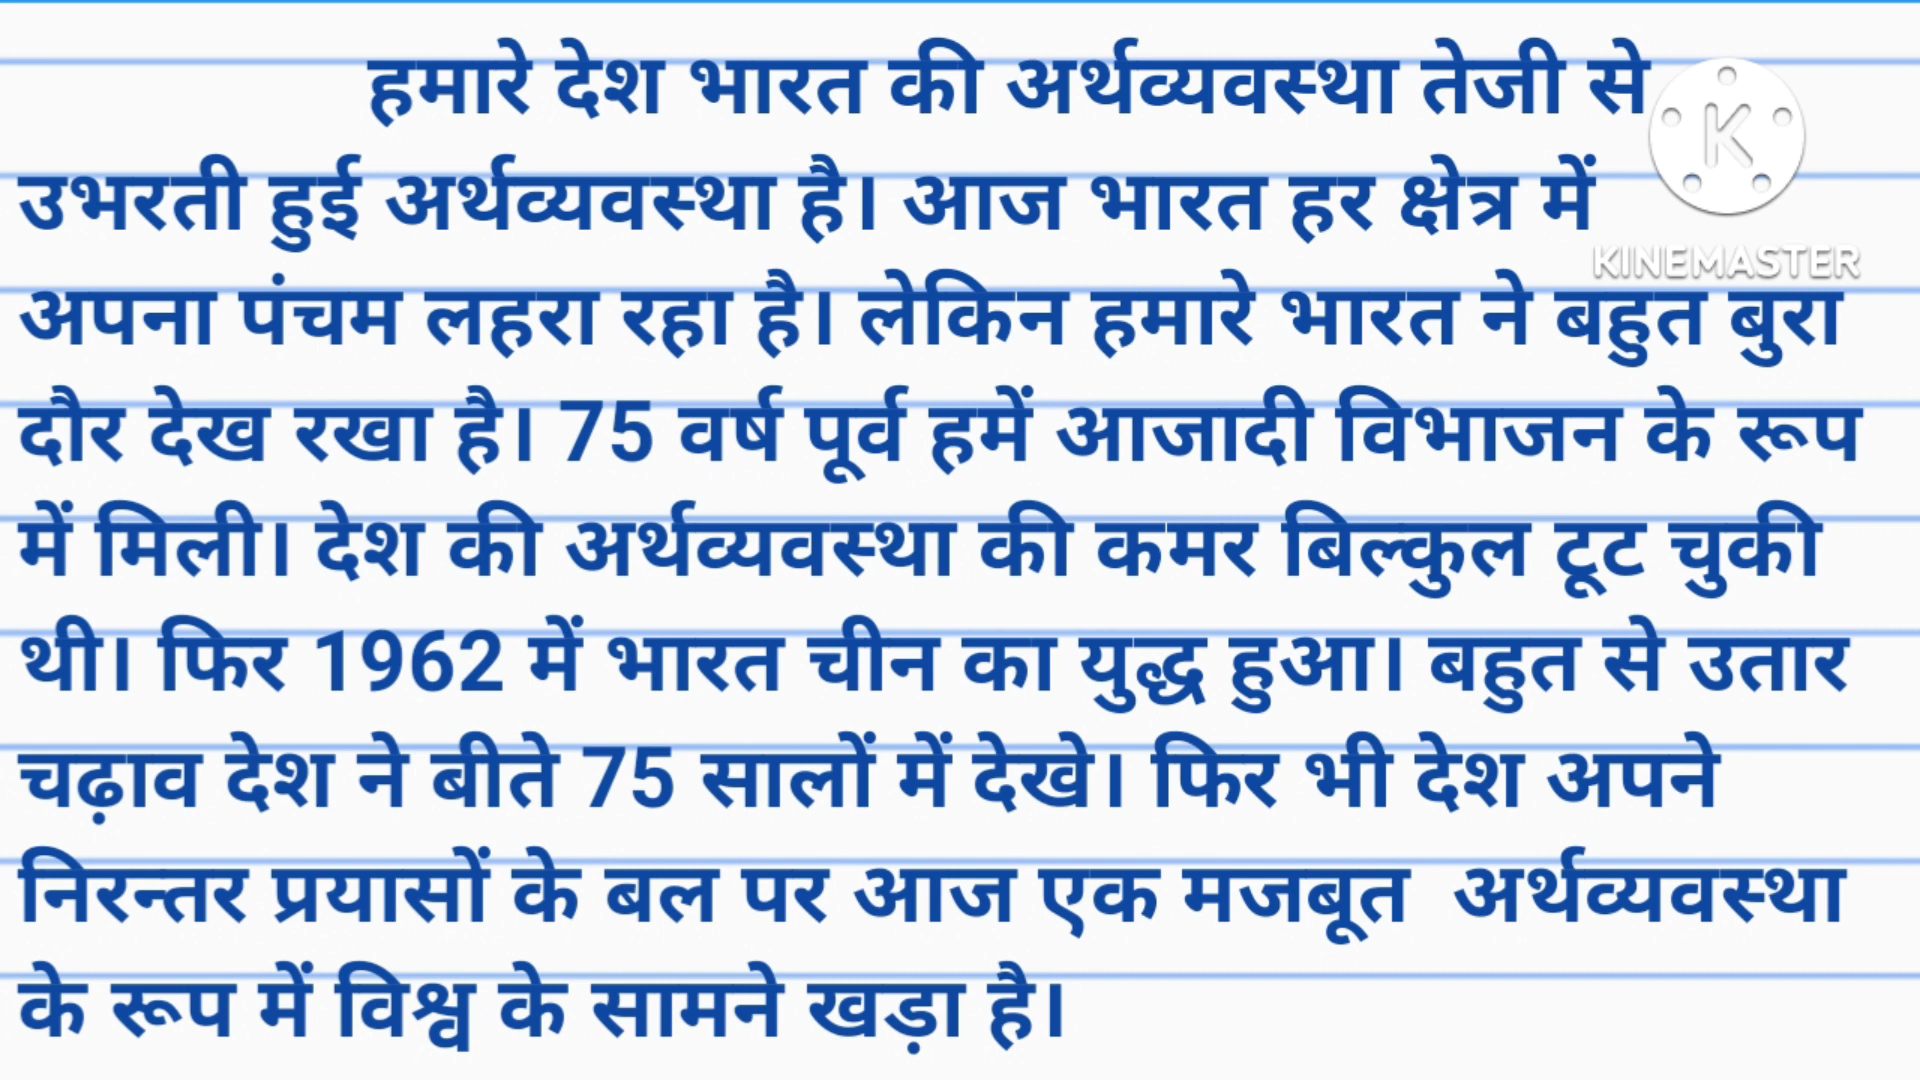 हमारे देश भारत की अर्थव्यवस्था तेजी से
उभरती हुई अर्थव्यवस्था है। आज भारत हर क्षेत्र में
K
KINEMASTER
अपना पंचम लहरा रहा है। लेकिन हमारे भारत ने बहुत बुरा
दौर देख रखा है। 75 वर्ष पूर्व हमें आजादी विभाजन के रूप
में मिली। देश की अर्थव्यवस्था की कमर बिल्कुल टूट चुकी
थी। फिर 1962 में भारत चीन का युद्ध हुआ। बहुत से उतार
चढ़ाव देश ने बीते 75 सालों में देखे। फिर भी देश अपने
निरन्तर प्रयासों के बल पर आज एक मजबूत अर्थव्यवस्था
के रूप में विश्व के सामने खड़ा है।